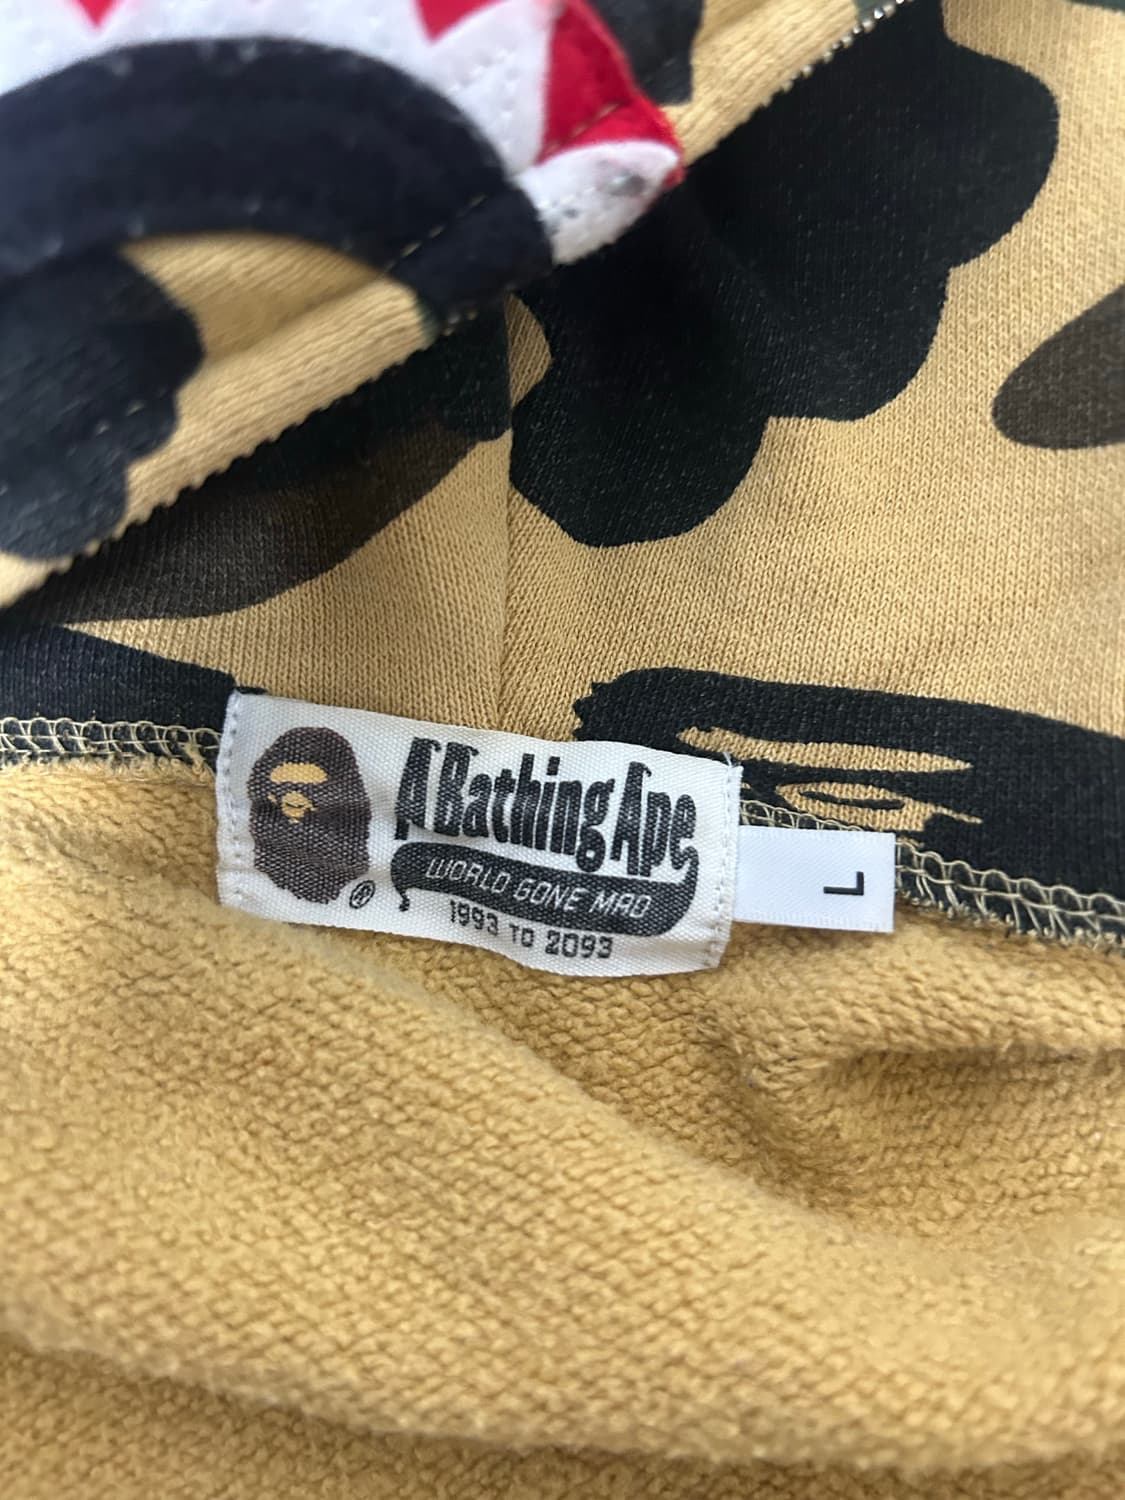 A Bathing Ape
WORLD GONE MAD
1993 TO 2093
®
L